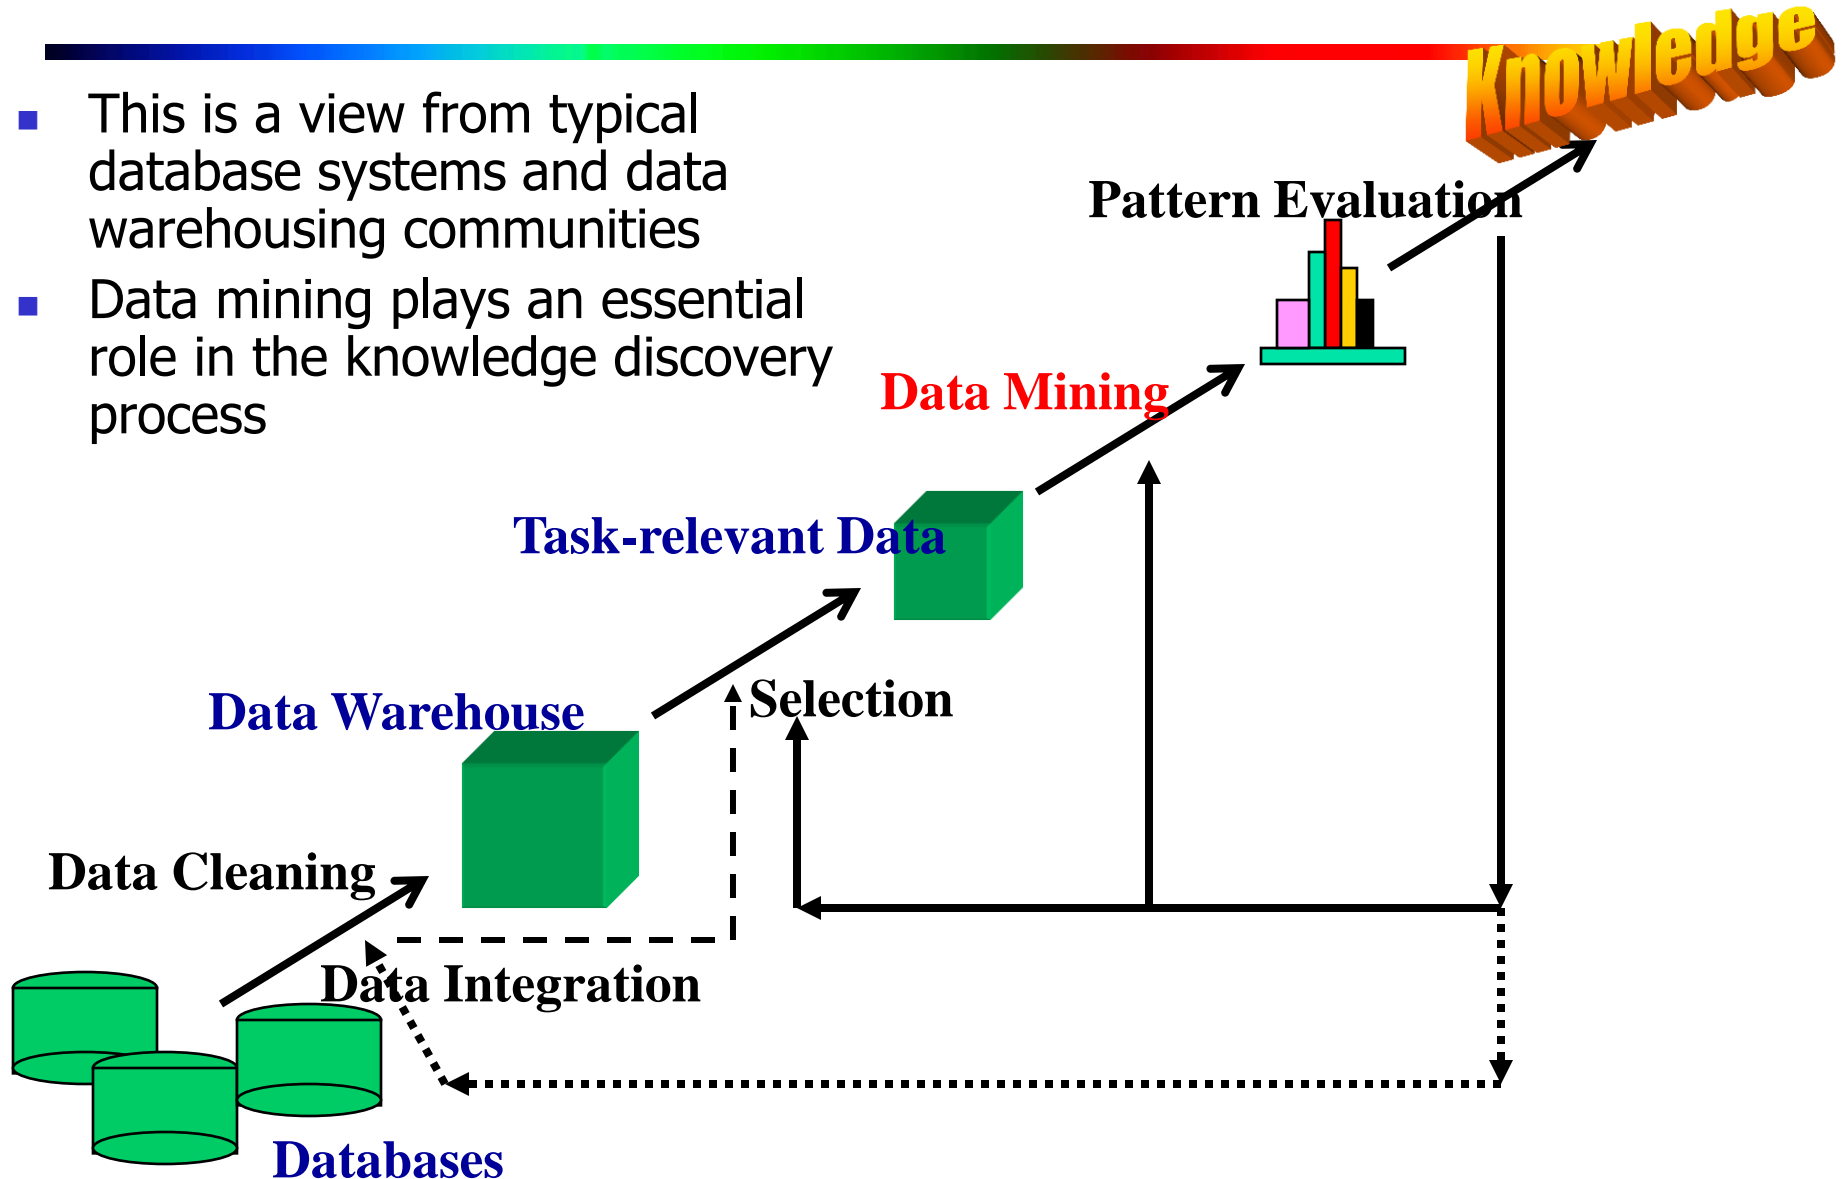 Knowledge
This is a view from typical
database systems and data
warehousing communities
Data mining plays an essential
role in the knowledge discovery
process
Pattern Evaluation
Data Mining
Task-relevant Data
Selection
Data Warehouse
Data Cleaning
Data Integration
Databases